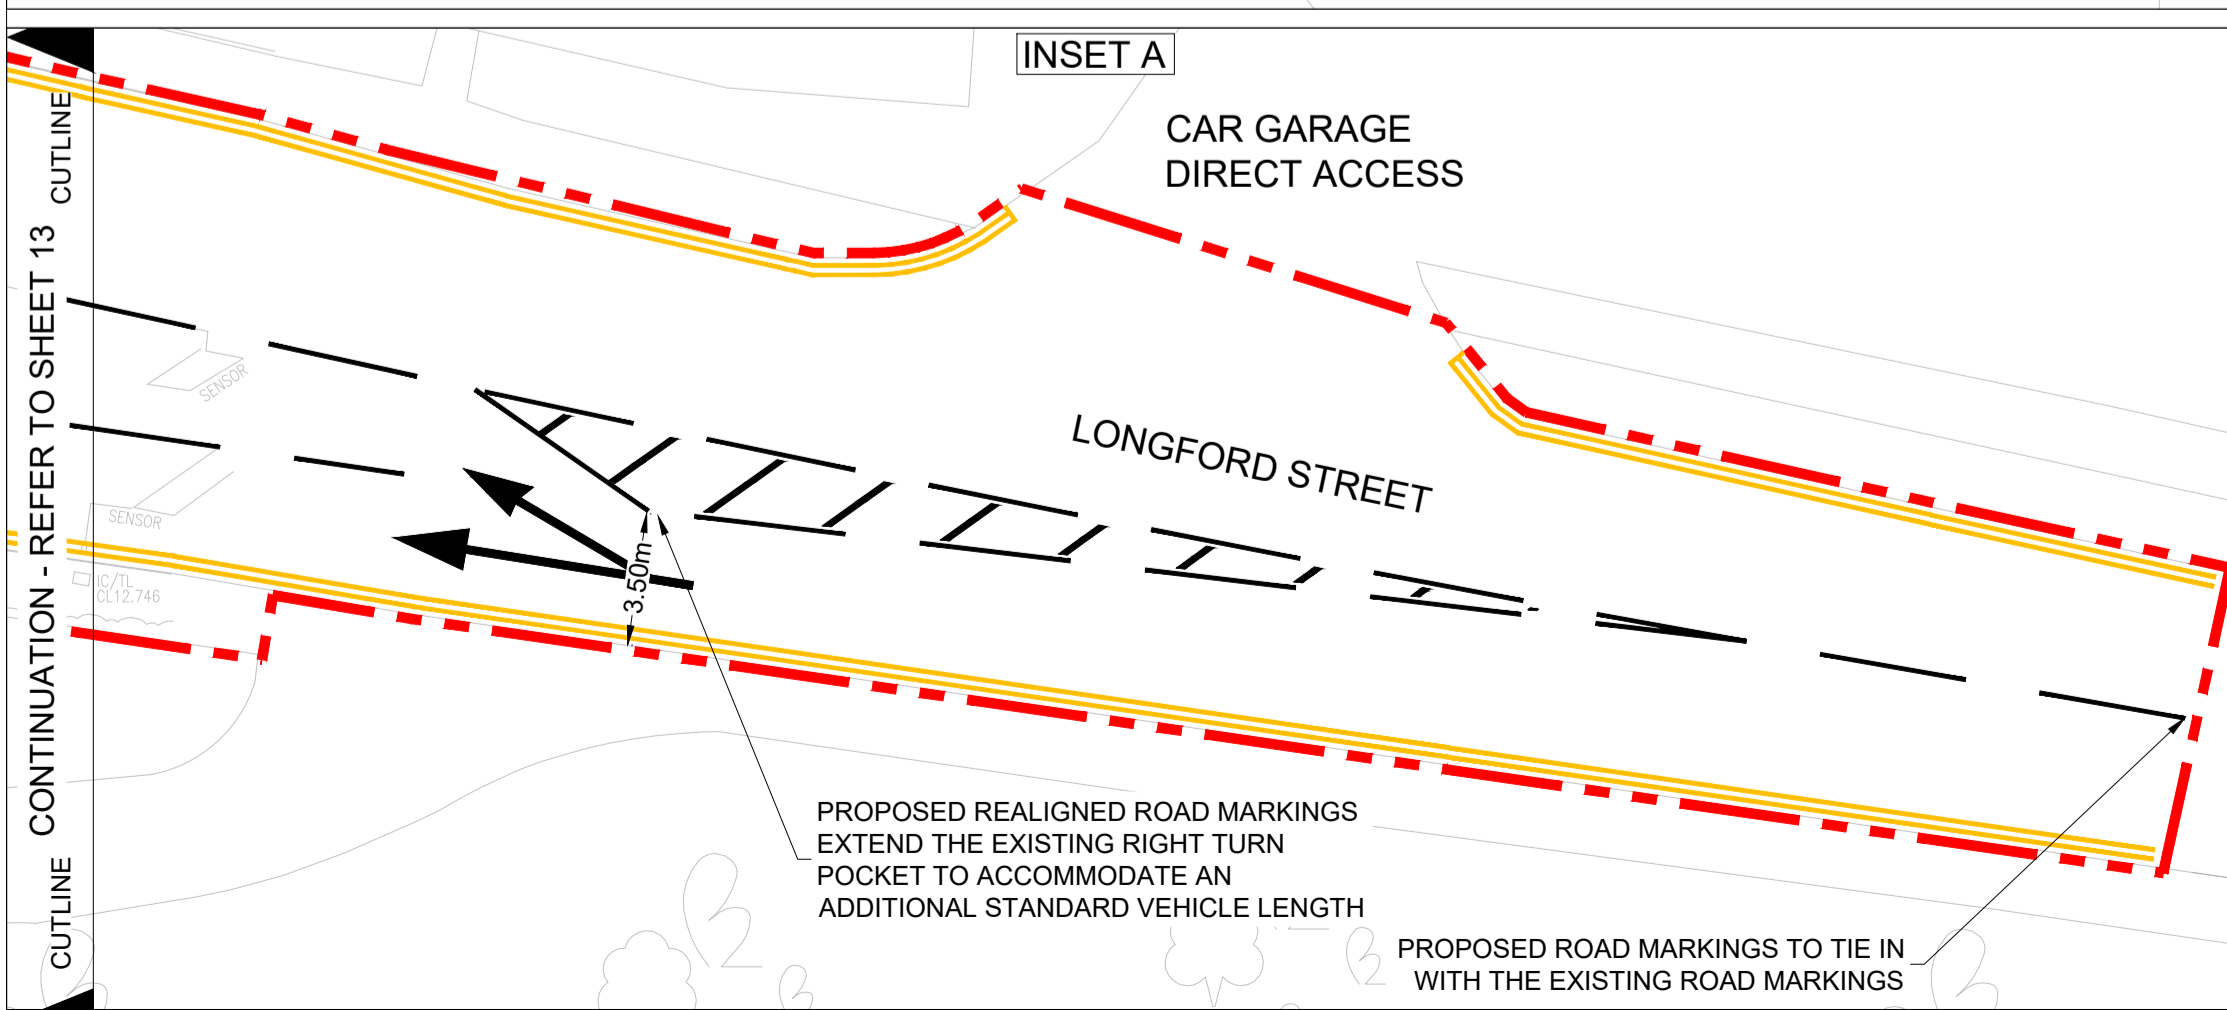 INSET A
CAR GARAGE
DIRECT ACCESS
CUTLINE
CONTINUATION - REFER TO SHEET 13
CUTLINE
SENSOR
SENSOR
IC/TL
CL12.746
LONGFORD STREET
3.50m
PROPOSED REALIGNED ROAD MARKINGS
EXTEND THE EXISTING RIGHT TURN
POCKET TO ACCOMMODATE AN
ADDITIONAL STANDARD VEHICLE LENGTH
PROPOSED ROAD MARKINGS TO TIE IN
WITH THE EXISTING ROAD MARKINGS